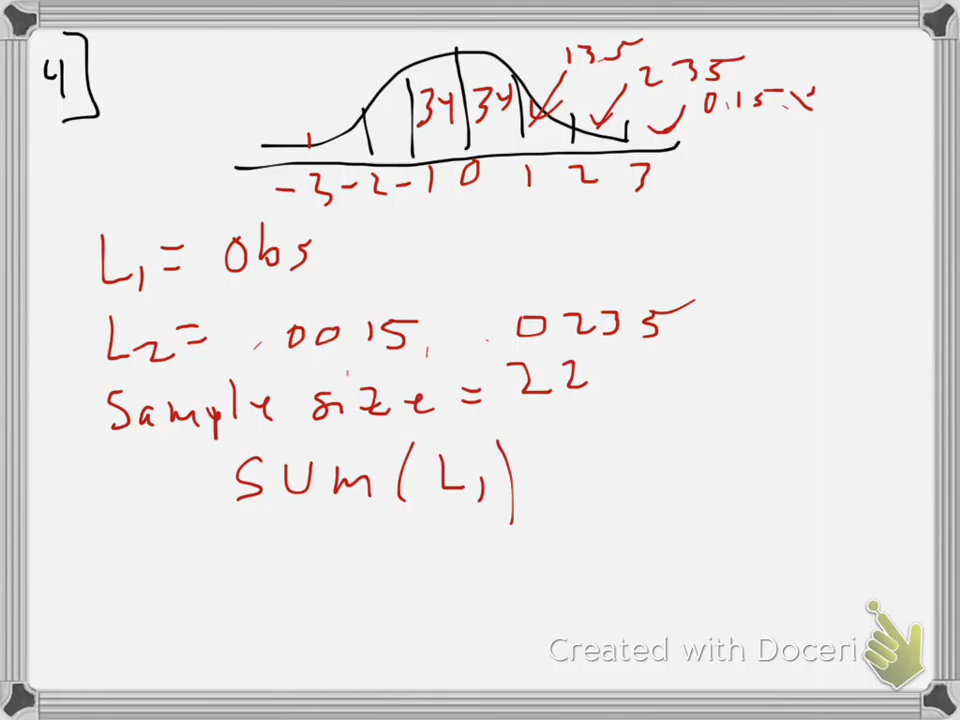 4]
34 34 13.5 2 35 0.15%
-3 -2 -1 0 1 2 3
L1 = Obs
L2 = .0015, .0235
Sample size = 22
SUM(L1)
Created with Doceri